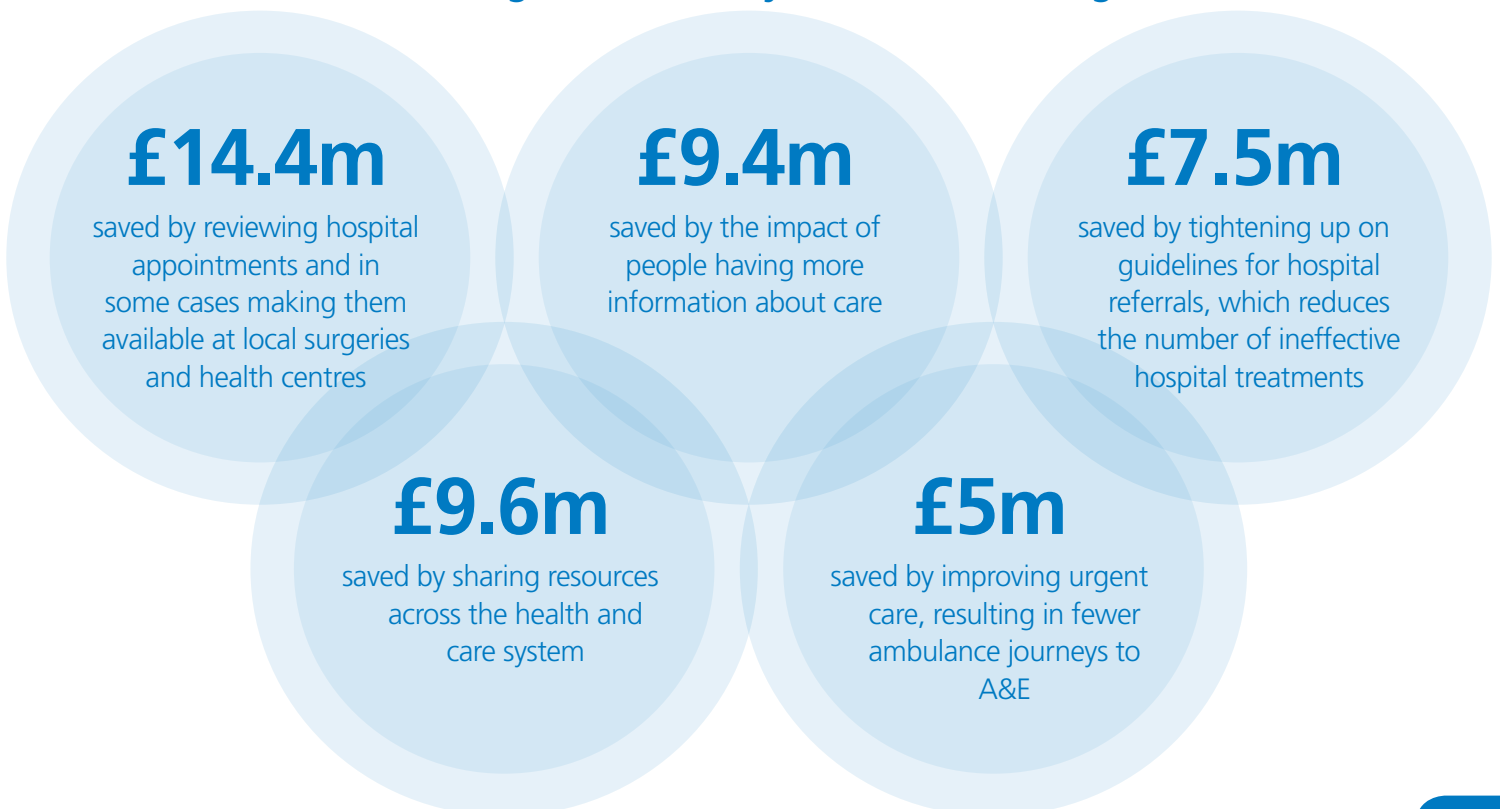 £14.4m
saved by reviewing hospital
appointments and in
some cases making them
available at local surgeries
and health centres
£9.4m
saved by the impact of
people having more
information about care
£7.5m
saved by tightening up on
guidelines for hospital
referrals, which reduces
the number of ineffective
hospital treatments
£9.6m
saved by sharing resources
across the health and
care system
£5m
saved by improving urgent
care, resulting in fewer
ambulance journeys to
A&E